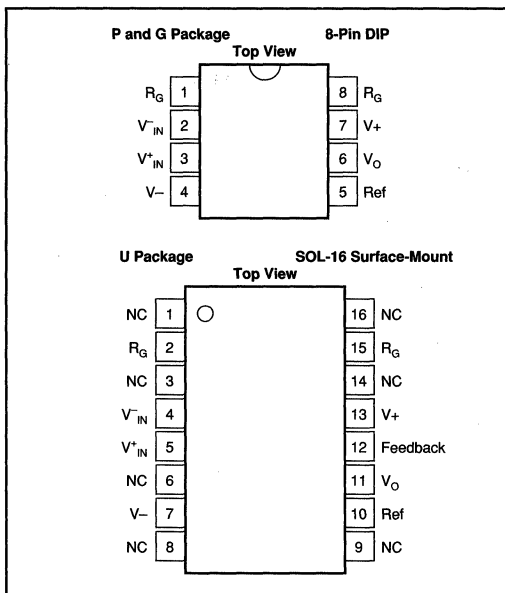 P and G Package 8-Pin DIP
Top View
R_G 1 8 R_G
V⁻_IN 2 7 V+
V⁺_IN 3 6 V_O
V– 4 5 Ref
U Package SOL-16 Surface-Mount
Top View
NC 1 16 NC
R_G 2 15 R_G
NC 3 14 NC
V⁻_IN 4 13 V+
V⁺_IN 5 12 Feedback
NC 6 11 V_O
V– 7 10 Ref
NC 8 9 NC